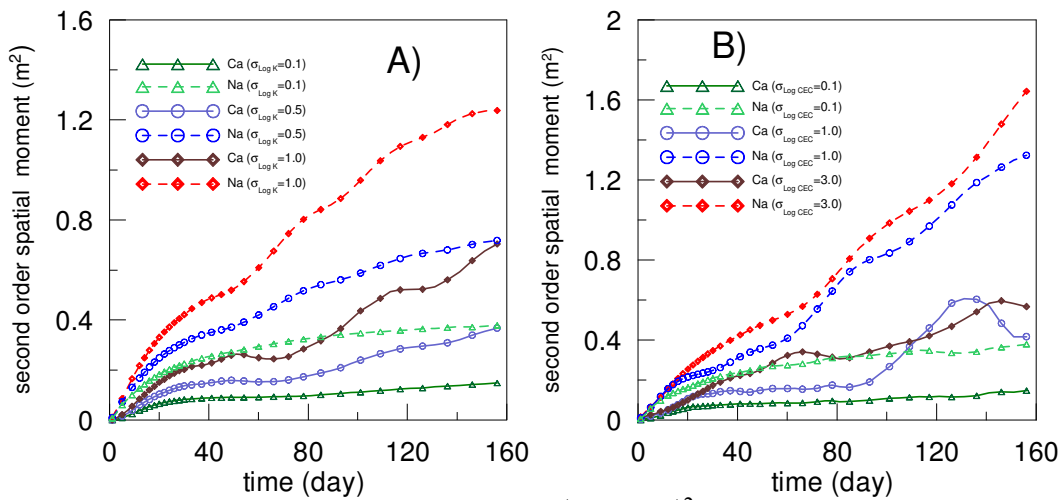 A)
second order spatial moment (m²)
1.6
1.2
0.8
0.4
0
Ca (σLog K=0.1)
Na (σLog K=0.1)
Ca (σLog K=0.5)
Na (σLog K=0.5)
Ca (σLog K=1.0)
Na (σLog K=1.0)
0 40 80 120 160
time (day)
B)
second order spatial moment (m²)
2
1.6
1.2
0.8
0.4
0
Ca (σLog CEC=0.1)
Na (σLog CEC=0.1)
Ca (σLog CEC=1.0)
Na (σLog CEC=1.0)
Ca (σLog CEC=3.0)
Na (σLog CEC=3.0)
0 40 80 120 160
time (day)